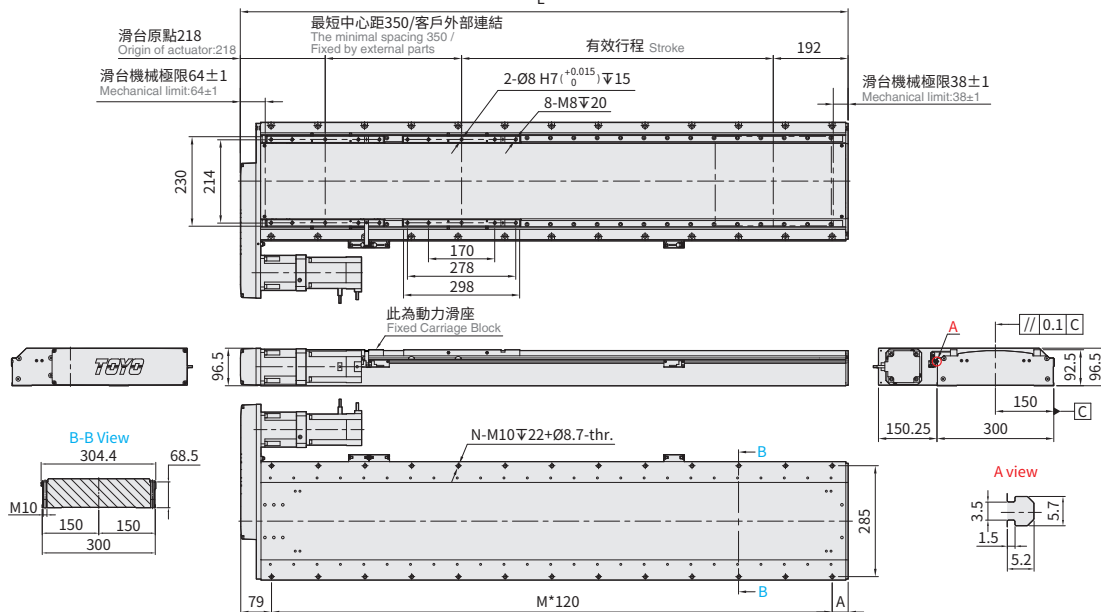 L
最短中心距350/客戶外部連結
The minimal spacing 350 /
Fixed by external parts
滑台原點218
Origin of actuator:218
有效行程 Stroke
192
滑台機械極限64±1
Mechanical limit:64±1
2-Ø8 H7(+0.015 0)↧15
滑台機械極限38±1
Mechanical limit:38±1
8-M8↧20
230
214
170
278
298
此為動力滑座
Fixed Carriage Block
A
// 0.1 C
TOYO
96.5
92.5
96.5
150
C
150.25
300
B-B View
304.4
68.5
M10
150
150
300
N-M10↧22+Ø8.7-thr.
B
285
B
A view
3.5
5.7
1.5
5.2
79
M*120
A